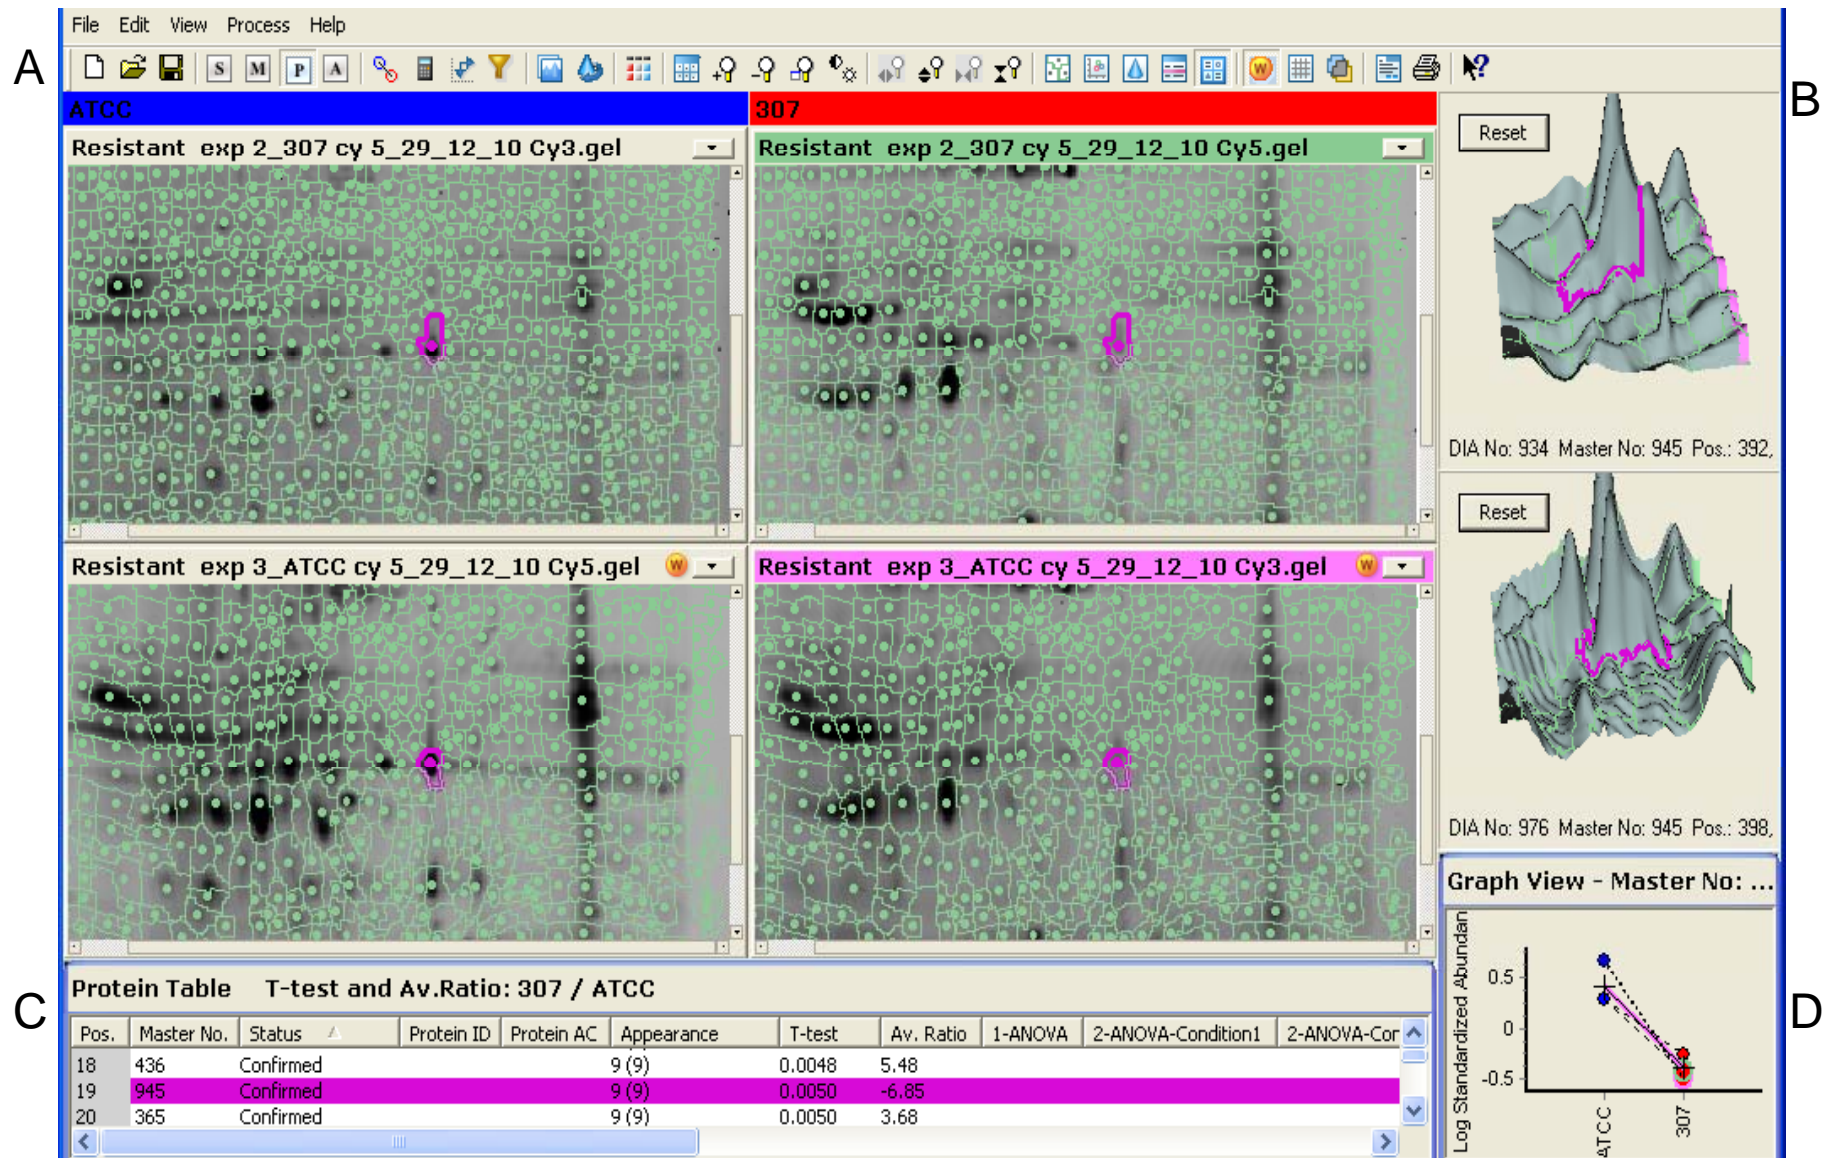 File Edit View Process Help
A
S M P A
W
B
ATCC
307
Resistant exp 2_307 cy 5_29_12_10 Cy3.gel
Resistant exp 2_307 cy 5_29_12_10 Cy5.gel
Reset
DIA No: 934 Master No: 945 Pos.: 392,
Resistant exp 3_ATCC cy 5_29_12_10 Cy5.gel W
Resistant exp 3_ATCC cy 5_29_12_10 Cy3.gel W
Reset
DIA No: 976 Master No: 945 Pos.: 398,
C
Protein Table T-test and Av.Ratio: 307 / ATCC
Pos. Master No. Status Protein ID Protein AC Appearance T-test Av. Ratio 1-ANOVA 2-ANOVA-Condition1 2-ANOVA-Cor
18 436 Confirmed 9 (9) 0.0048 5.48
19 945 Confirmed 9 (9) 0.0050 -6.85
20 365 Confirmed 9 (9) 0.0050 3.68
D
Graph View - Master No: ...
Log Standardized Abundan
0.5
0
-0.5
ATCC
307